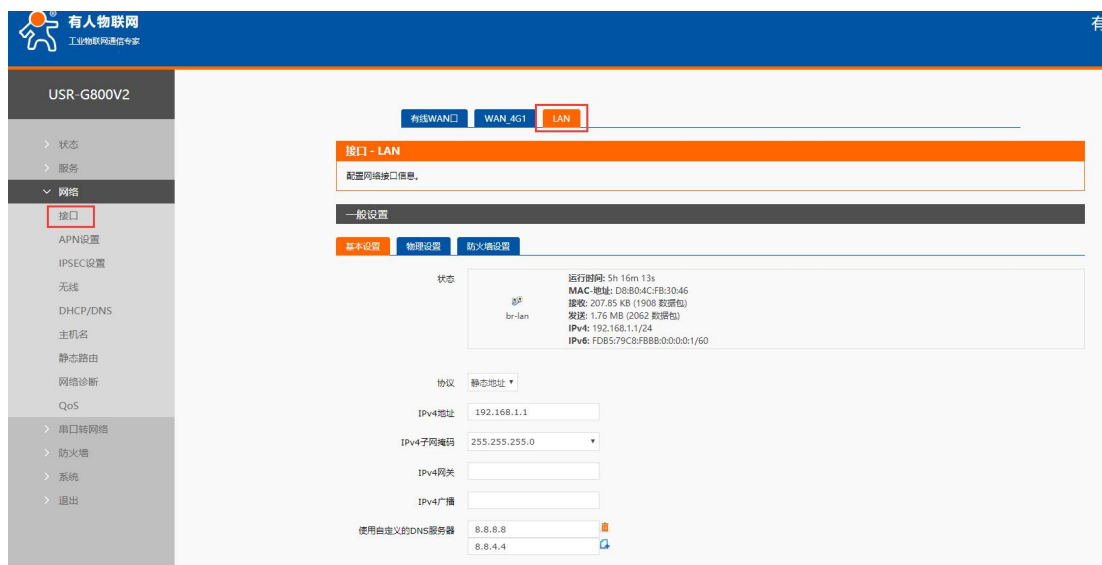 有人物联网
工业物联网通信专家
有
USR-G800V2
状态
服务
网络
接口
APN设置
IPSEC设置
无线
DHCP/DNS
主机名
静态路由
网络诊断
QoS
串口转网络
防火墙
系统
退出
有线WAN口 WAN_4G1 LAN
接口 - LAN
配置网络接口信息。
一般设置
基本设置 物理设置 防火墙设置
状态
br-lan
运行时间: 5h 16m 13s
MAC-地址: D8:B0:4C:FB:30:46
接收: 207.85 KB (1908 数据包)
发送: 1.76 MB (2062 数据包)
IPv4: 192.168.1.1/24
IPv6: FDB5:79C8:FBBB:0:0:0:0:1/60
协议 静态地址
IPv4地址 192.168.1.1
IPv4子网掩码 255.255.255.0
IPv4网关
IPv4广播
使用自定义的DNS服务器 8.8.8.8
8.8.4.4